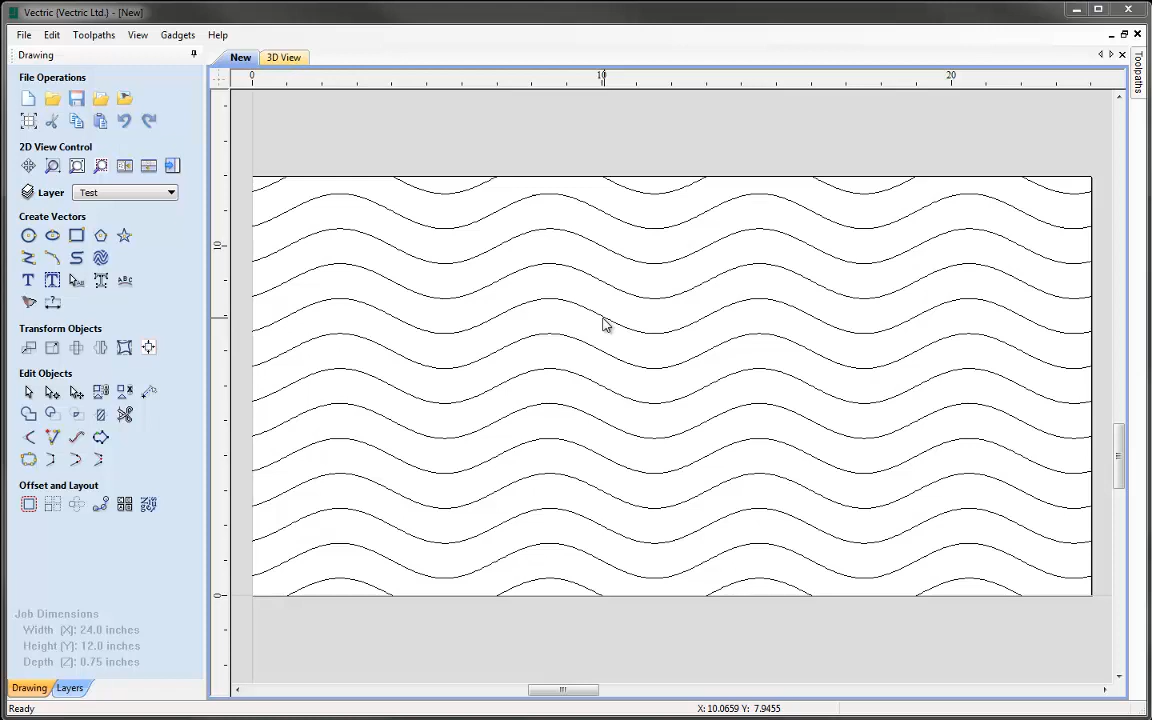 Vectric {Vectric Ltd.} - [New]
File Edit Toolpaths View Gadgets Help
Drawing
New 3D View
Toolpaths
File Operations
0 10 20
2D View Control
Layer Test
Create Vectors
10
Transform Objects
Edit Objects
Offset and Layout
0
Job Dimensions
Width (X): 24.0 inches
Height (Y): 12.0 inches
Depth (Z): 0.75 inches
Drawing Layers
Ready X: 10.0659 Y: 7.9455